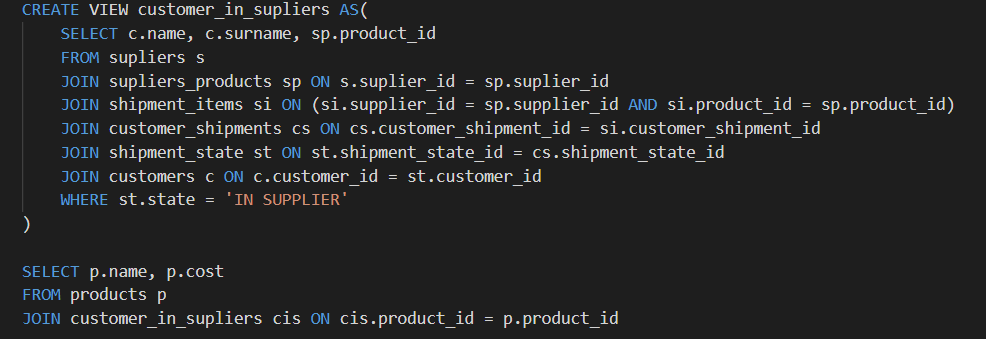 CREATE VIEW customer_in_supliers AS(
SELECT c.name, c.surname, sp.product_id
FROM supliers s
JOIN supliers_products sp ON s.suplier_id = sp.suplier_id
JOIN shipment_items si ON (si.supplier_id = sp.supplier_id AND si.product_id = sp.product_id)
JOIN customer_shipments cs ON cs.customer_shipment_id = si.customer_shipment_id
JOIN shipment_state st ON st.shipment_state_id = cs.shipment_state_id
JOIN customers c ON c.customer_id = st.customer_id
WHERE st.state = 'IN SUPPLIER'
)
SELECT p.name, p.cost
FROM products p
JOIN customer_in_supliers cis ON cis.product_id = p.product_id